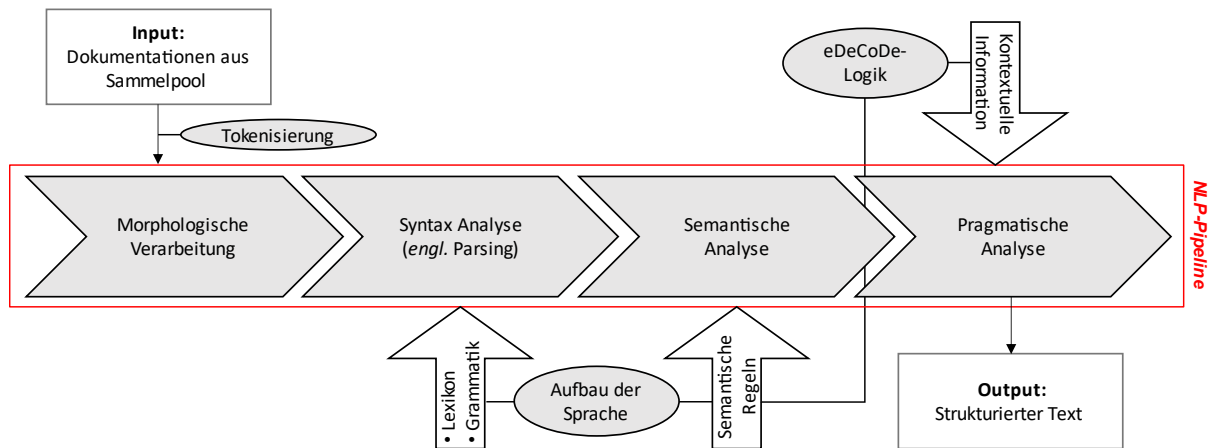 Input:
Dokumentationen aus
Sammelpool
Tokenisierung
eDeCoDe-
Logik
Kontextuelle
Information
Morphologische
Verarbeitung
Syntax Analyse
(engl. Parsing)
Semantische
Analyse
Pragmatische
Analyse
NLP-Pipeline
• Lexikon
• Grammatik
Aufbau der
Sprache
Semantische
Regeln
Output:
Strukturierter Text